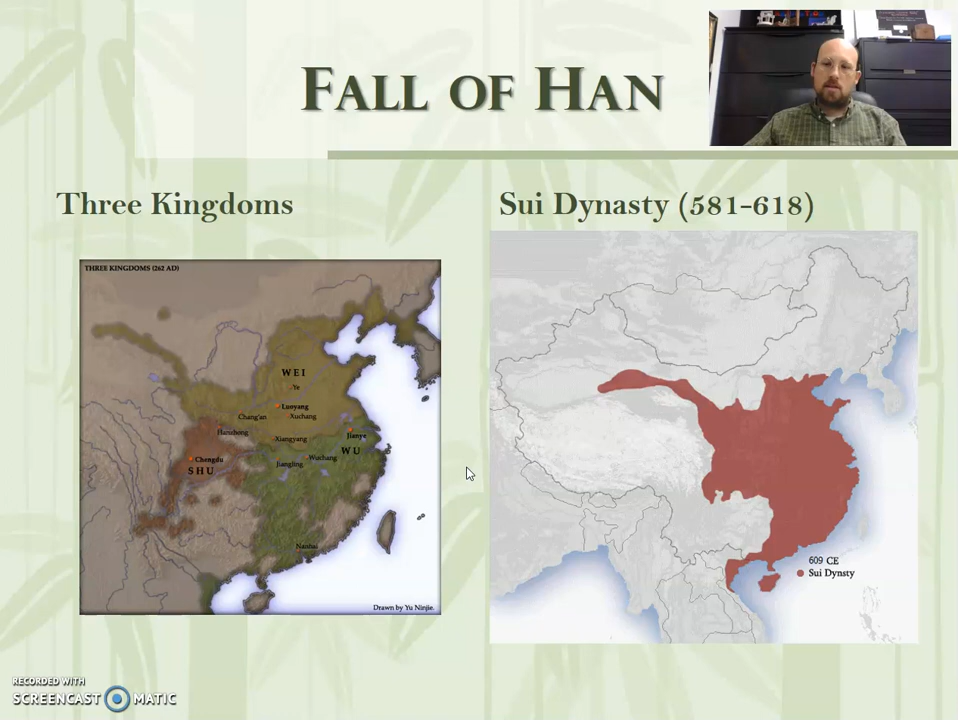 FALL OF HAN
Three Kingdoms
Sui Dynasty (581-618)
THREE KINGDOMS (262 AD)
WEI
Ye
Luoyang
Chang'an
Xuchang
Hanzhong
Xiangyang
Jianye
WU
Chengdu
Wuchang
Jiangling
SHU
Nanhai
Drawn by Yu Ninjie.
609 CE
Sui Dynsty
RECORDED WITH
SCREENCAST MATIC